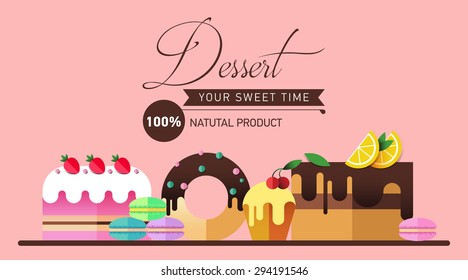 Dessert
YOUR SWEET TIME
100% NATUTAL PRODUCT
shutterstock.com · 294191546